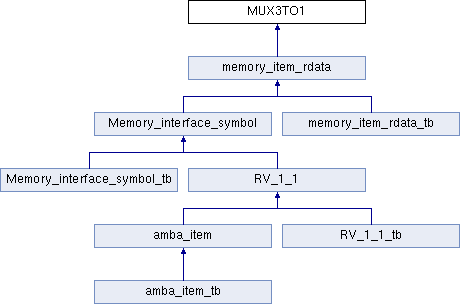 MUX3TO1
memory_item_rdata
Memory_interface_symbol
memory_item_rdata_tb
Memory_interface_symbol_tb
RV_1_1
amba_item
RV_1_1_tb
amba_item_tb